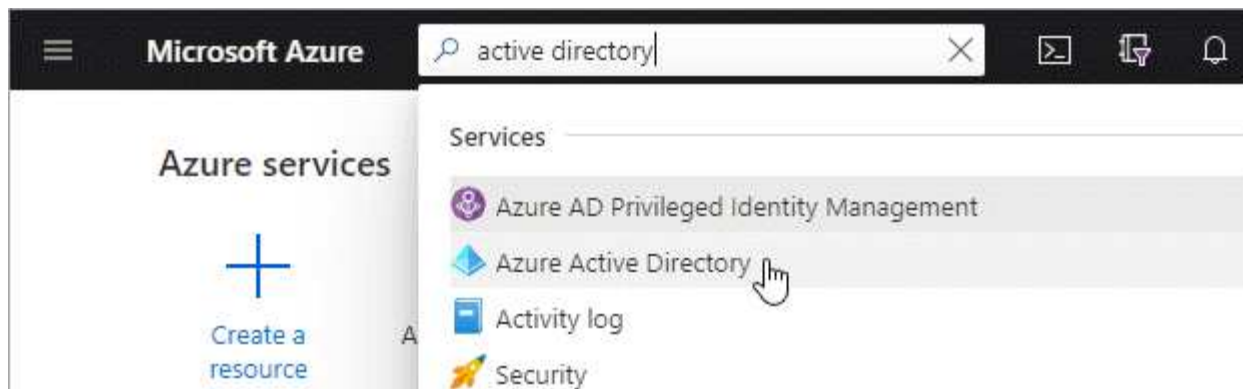 Microsoft Azure
active directory
Azure services
Services
Azure AD Privileged Identity Management
Azure Active Directory
Activity log
Security
Create a
resource
A